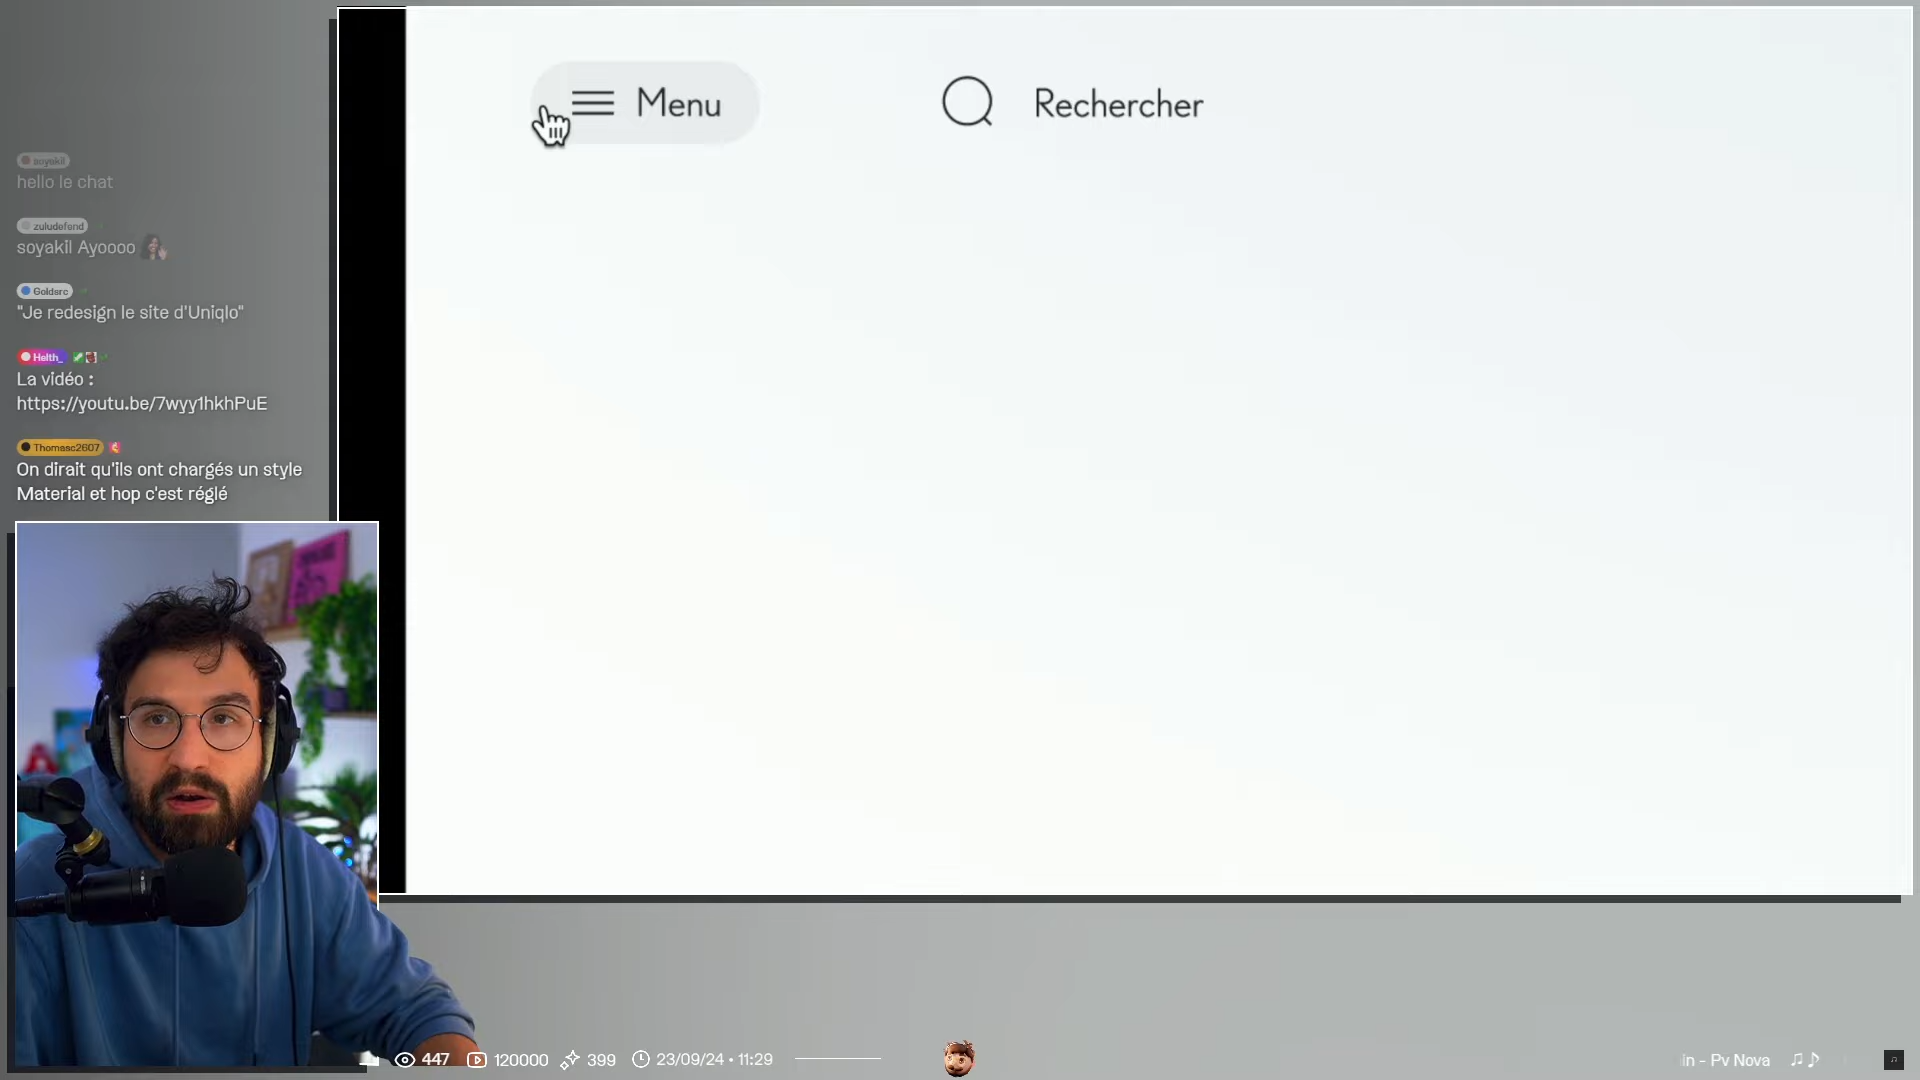 Menu
Rechercher
soyakil
hello le chat
zuludefend
soyakil Ayoooo
Goldsrc
"Je redesign le site d'Uniqlo"
Helth_
La vidéo :
https://youtu.be/7wyy1hkhPuE
Thomasc2607
On dirait qu'ils ont chargés un style
Material et hop c'est réglé
447
120000
399
23/09/24 • 11:29
in - Pv Nova